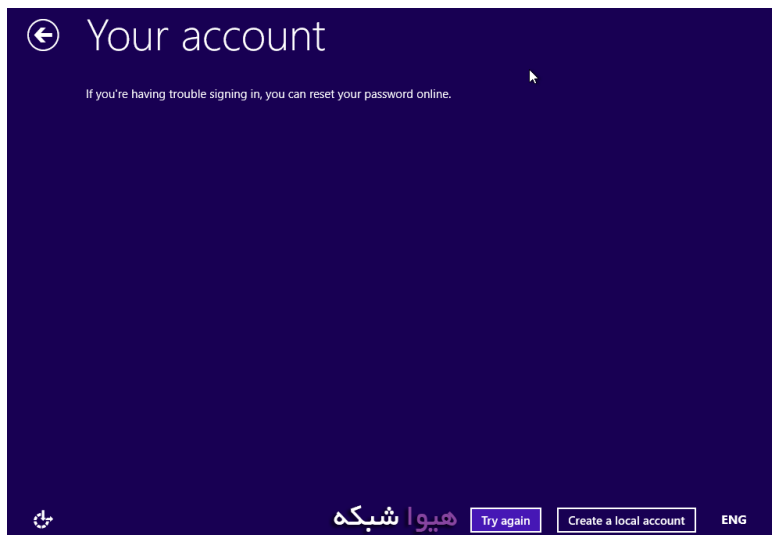 Your account
If you're having trouble signing in, you can reset your password online.
هیوا شبکه
Try again
Create a local account
ENG